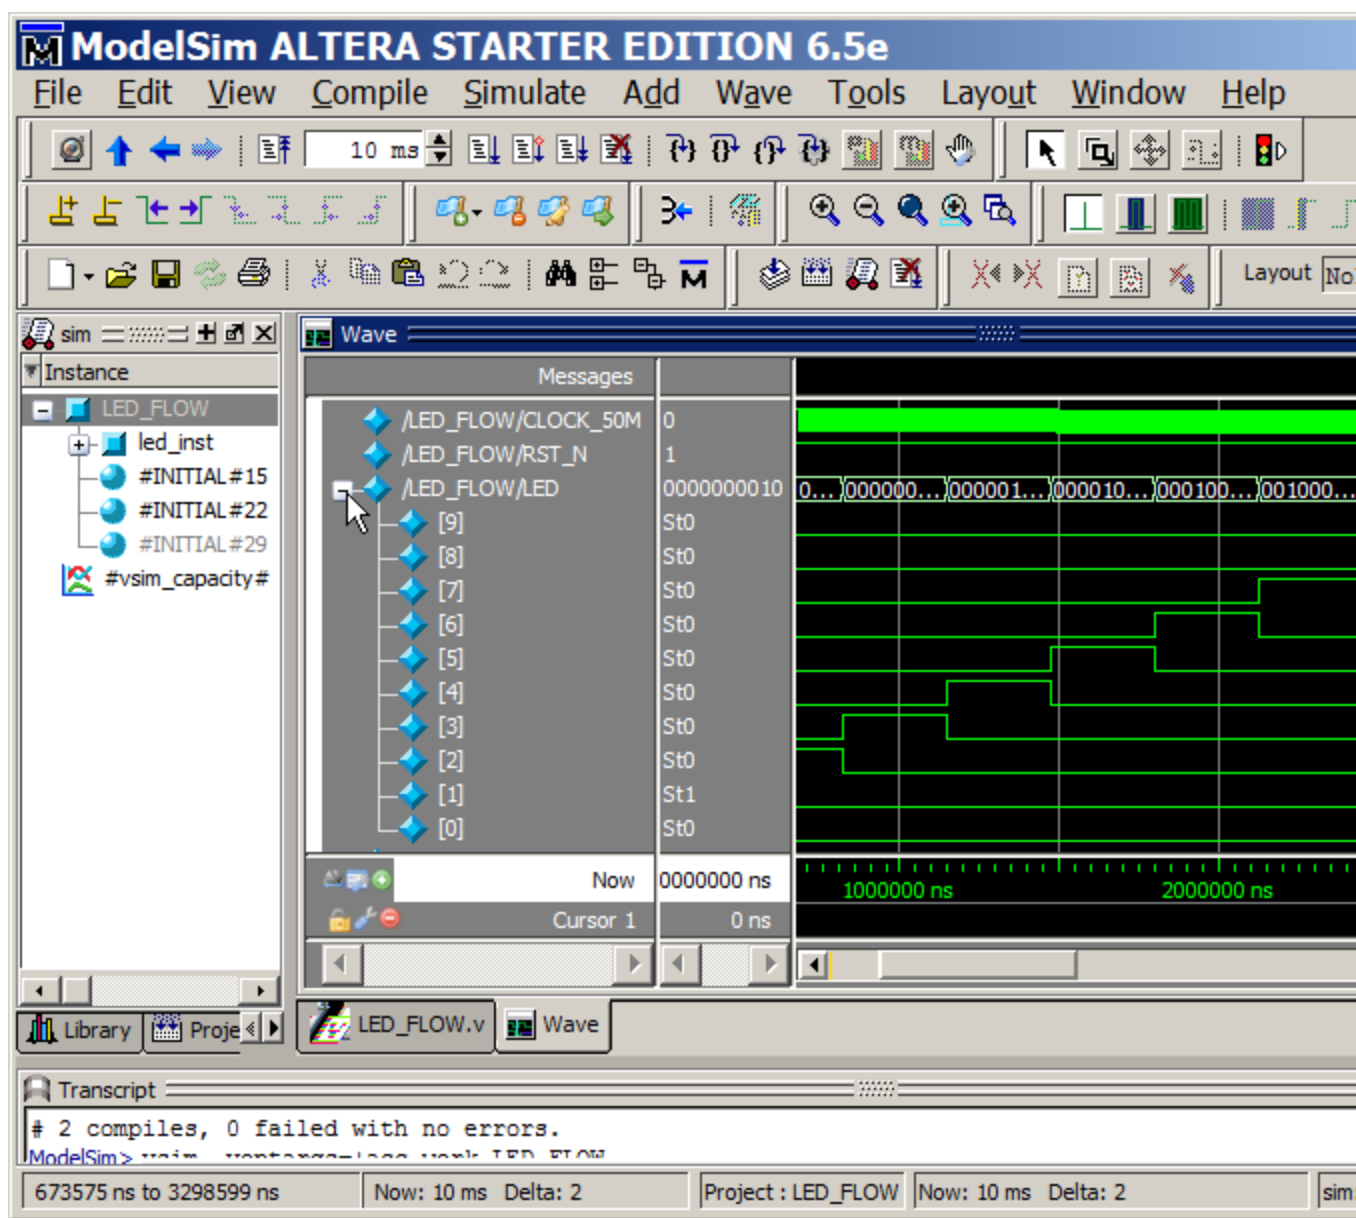 ModelSim ALTERA STARTER EDITION 6.5e
File Edit View Compile Simulate Add Wave Tools Layout Window Help
10 ms
Layout No
sim
Wave
Instance
Messages
LED_FLOW
led_inst
#INITIAL#15
#INITIAL#22
#INITIAL#29
#vsim_capacity#
/LED_FLOW/CLOCK_50M 0
/LED_FLOW/RST_N 1
/LED_FLOW/LED 0000000010 0... 000000... 000001... 000010... 000100... 001000...
[9] St0
[8] St0
[7] St0
[6] St0
[5] St0
[4] St0
[3] St0
[2] St0
[1] St1
[0] St0
Now 0000000 ns 1000000 ns 2000000 ns
Cursor 1 0 ns
Library Proje
LED_FLOW.v Wave
Transcript
# 2 compiles, 0 failed with no errors.
ModelSim>
673575 ns to 3298599 ns Now: 10 ms Delta: 2 Project : LED_FLOW Now: 10 ms Delta: 2 sim: